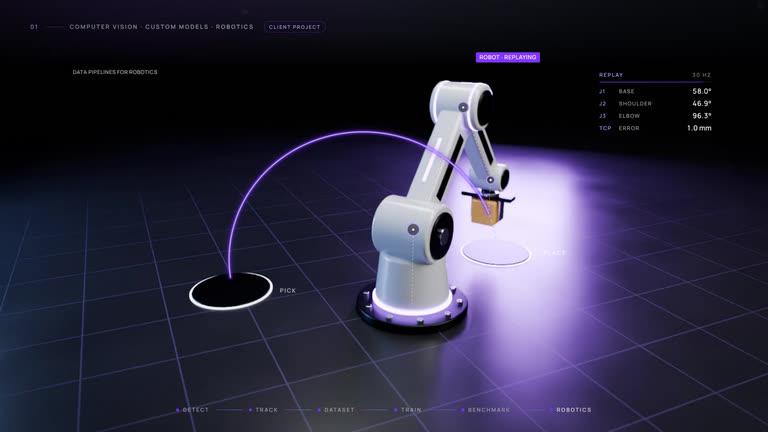 01 COMPUTER VISION · CUSTOM MODELS · ROBOTICS CLIENT PROJECT
ROBOT · REPLAYING
DATA PIPELINES FOR ROBOTICS
REPLAY 30 HZ
J1 BASE 58.0°
J2 SHOULDER 46.9°
J3 ELBOW 96.3°
TCP ERROR 1.0 mm
PLACE
PICK
DETECT TRACK DATASET TRAIN BENCHMARK ROBOTICS